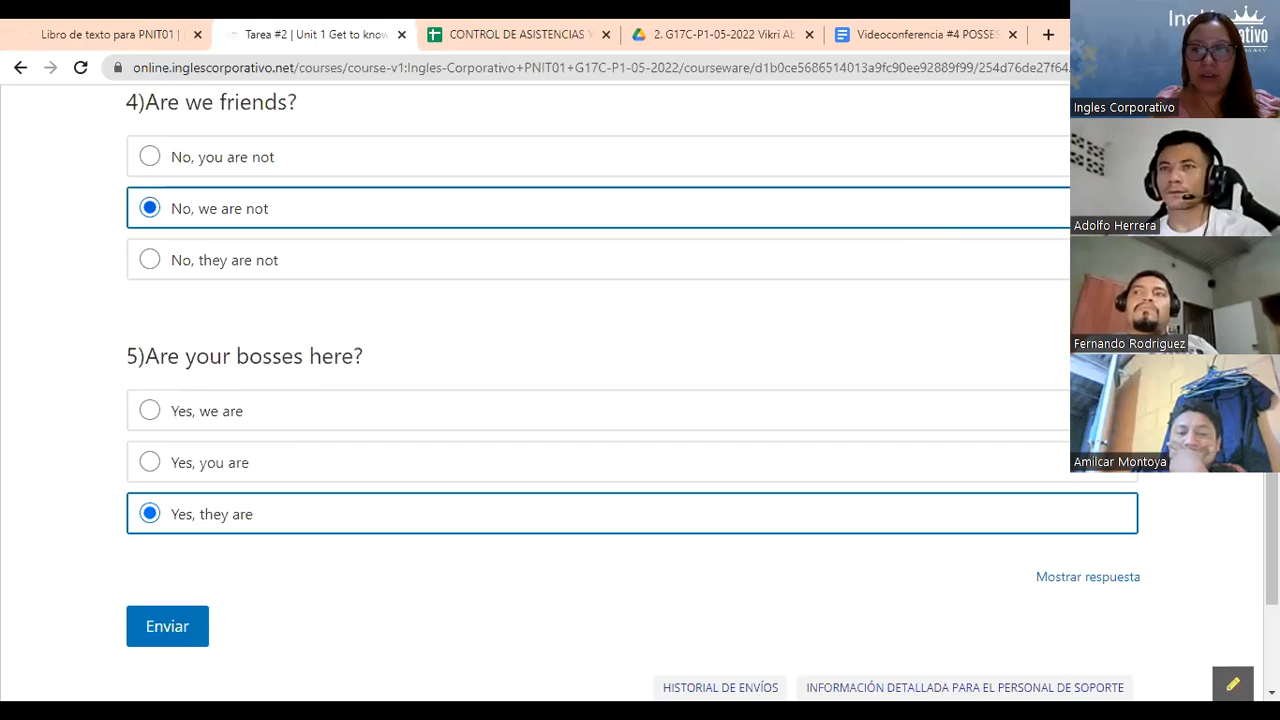 Libro de texto para PNIT01 |
Tarea #2 | Unit 1 Get to know
CONTROL DE ASISTENCIAS Y
2. G17C-P1-05-2022 Vikri Ab
Videoconferencia #4 POSSES
online.inglescorporativo.net/courses/course-v1:Ingles-Corporativo+PNIT01+G17C-P1-05-2022/courseware/d1b0ce5686514013a9fc90ee92889f99/254d76de27f64
4)Are we friends?
No, you are not
No, we are not
No, they are not
5)Are your bosses here?
Yes, we are
Yes, you are
Yes, they are
Mostrar respuesta
Enviar
HISTORIAL DE ENVÍOS
INFORMACIÓN DETALLADA PARA EL PERSONAL DE SOPORTE
Ingles Corporativo
Adolfo Herrera
Fernando Rodriguez
Amilcar Montoya